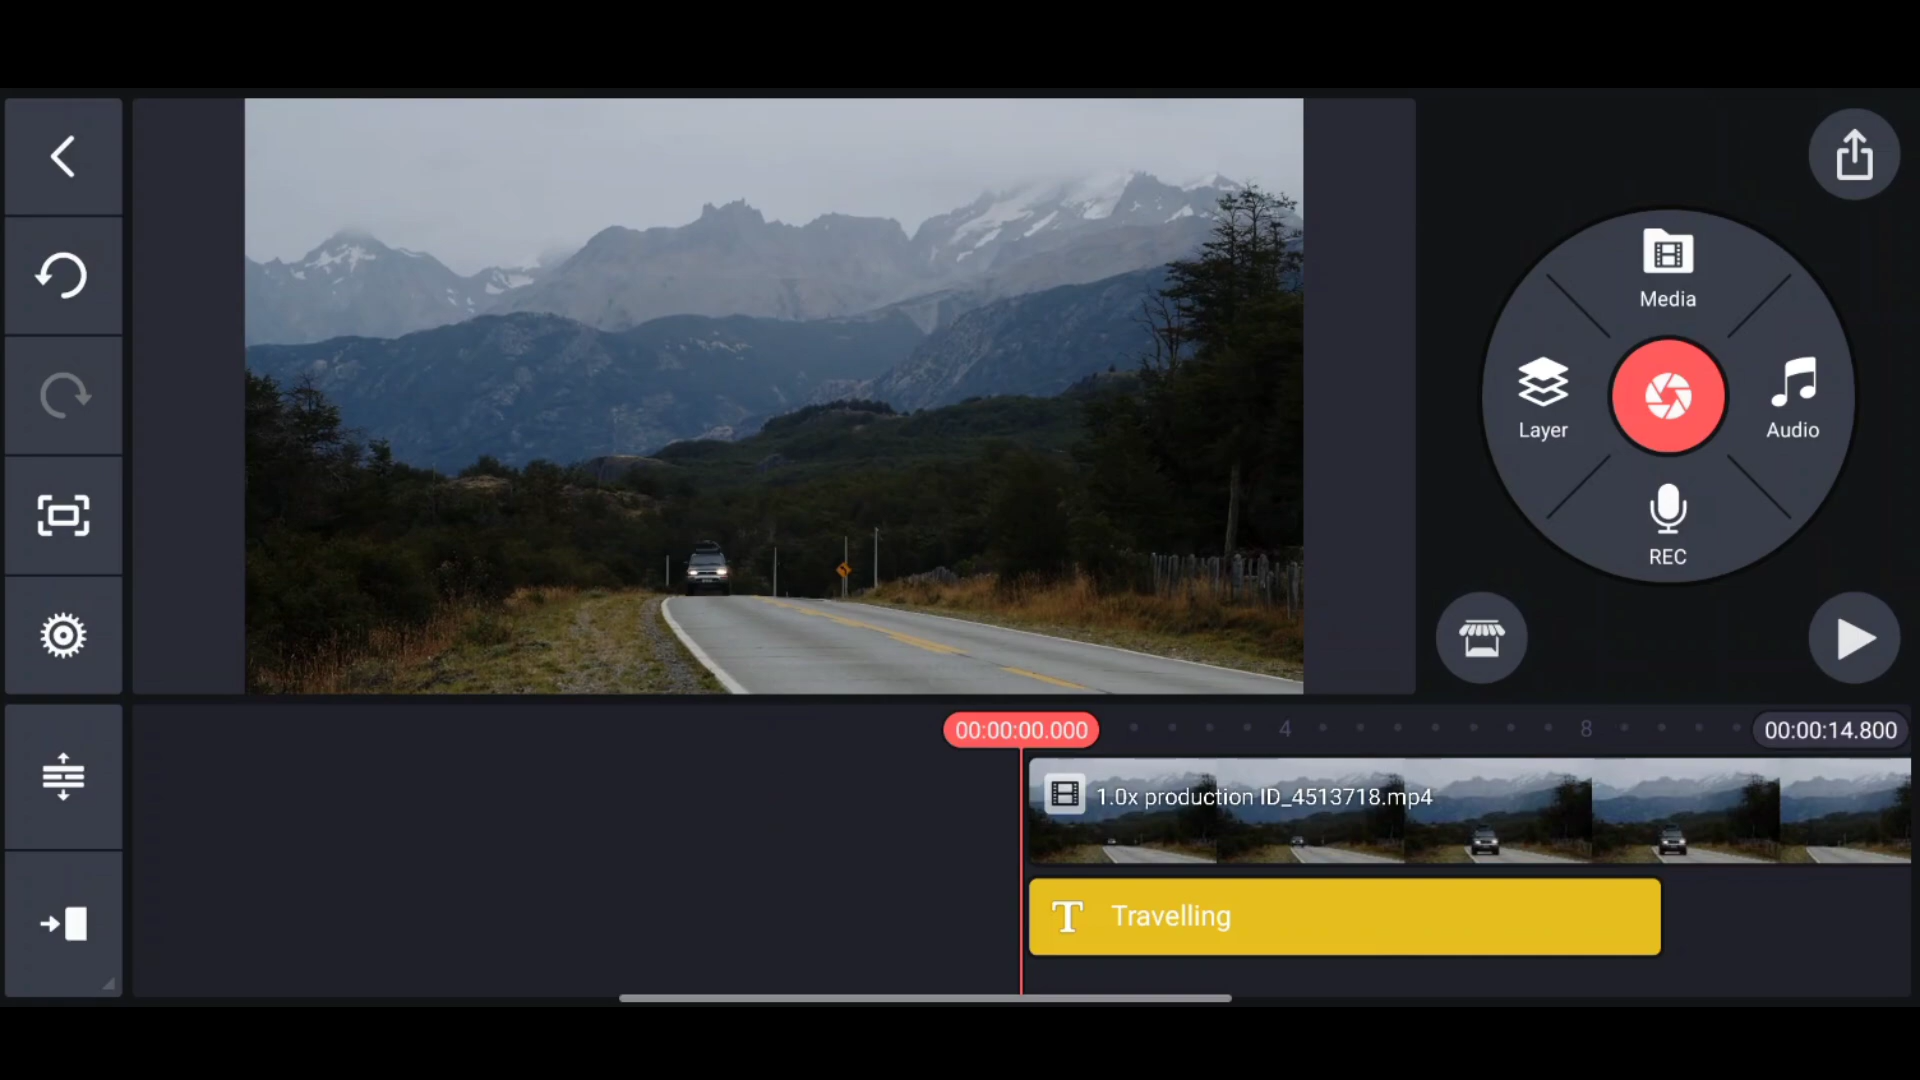 Media
Layer
Audio
REC
00:00:00.000
4
8
00:00:14.800
1.0x production ID_4513718.mp4
T Travelling